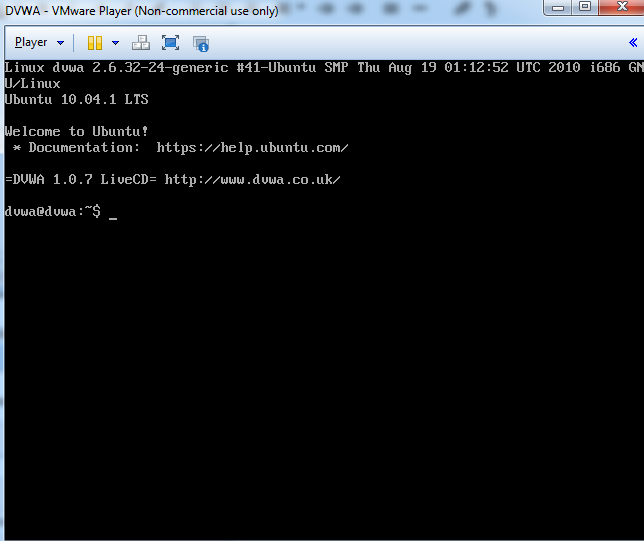 DVWA - VMware Player (Non-commercial use only)
Player
Linux dvwa 2.6.32-24-generic #41-Ubuntu SMP Thu Aug 19 01:12:52 UTC 2010 i686 GN
U/Linux
Ubuntu 10.04.1 LTS
Welcome to Ubuntu!
* Documentation:  https://help.ubuntu.com/
=DVWA 1.0.7 LiveCD= http://www.dvwa.co.uk/
dvwa@dvwa:~$ _